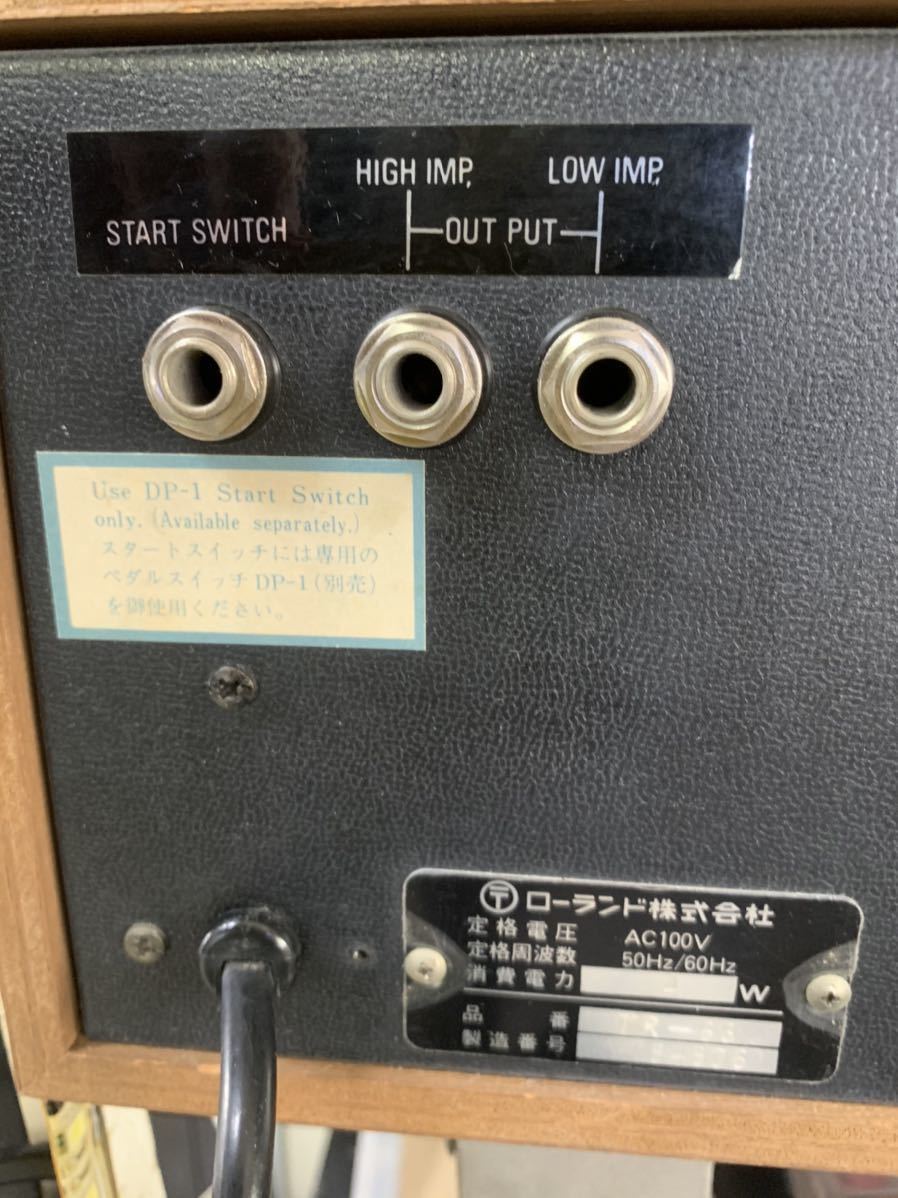 HIGH IMP.
LOW IMP.
START SWITCH
OUT PUT
Use DP-1 Start Switch
only. (Available separately.)
スタートスイッチには専用の
ペダルスイッチDP-1(別売)
を御使用ください。
ローランド株式会社
定格電圧 AC100V
定格周波数 50Hz/60Hz
消費電力 W
品番
製造番号